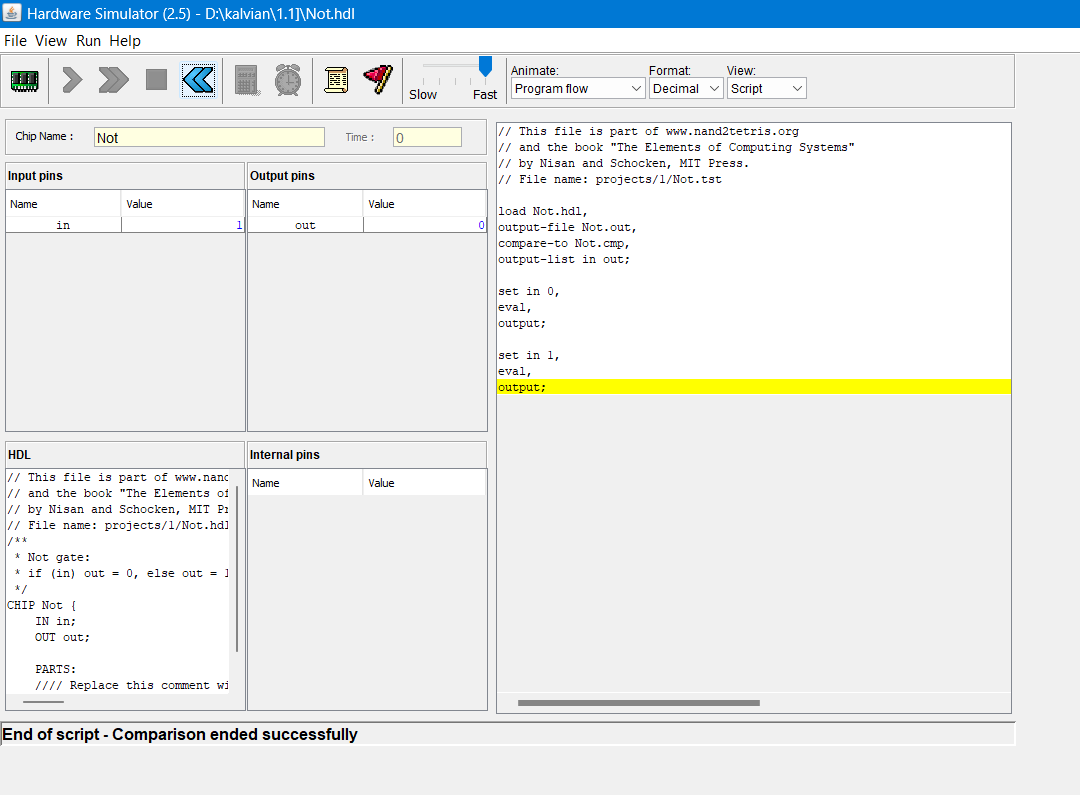 Hardware Simulator (2.5) - D:\kalvian\1.1]\Not.hdl
File View Run Help
Slow Fast
Animate: Format: View:
Program flow Decimal Script
Chip Name : Not Time : 0
Input pins Output pins
Name Value Name Value
in 1 out 0
HDL Internal pins
Name Value
// This file is part of www.nand
// and the book "The Elements of
// by Nisan and Schocken, MIT Pr
// File name: projects/1/Not.hdl
/**
* Not gate:
* if (in) out = 0, else out = 1
*/
CHIP Not {
IN in;
OUT out;
PARTS:
//// Replace this comment wi
// This file is part of www.nand2tetris.org
// and the book "The Elements of Computing Systems"
// by Nisan and Schocken, MIT Press.
// File name: projects/1/Not.tst
load Not.hdl,
output-file Not.out,
compare-to Not.cmp,
output-list in out;
set in 0,
eval,
output;
set in 1,
eval,
output;
End of script - Comparison ended successfully